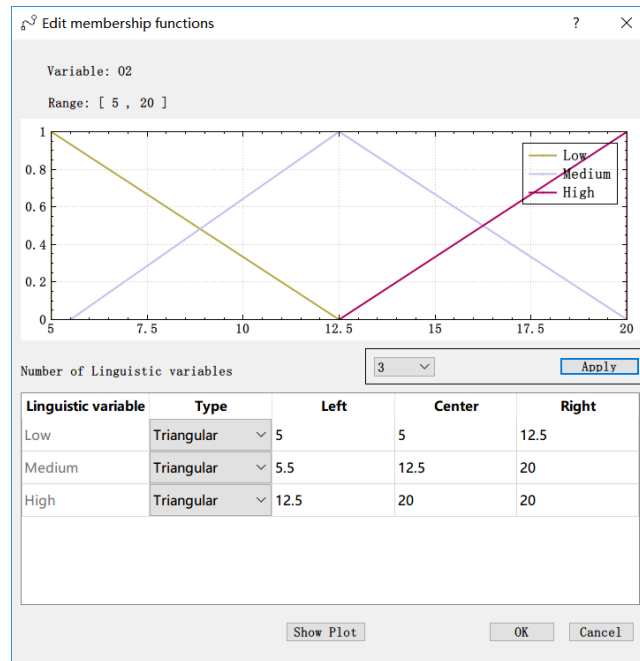 Edit membership functions ? ×
Variable: O2
Range: [ 5 , 20 ]
1
0.8
0.6
0.4
0.2
0
5 7.5 10 12.5 15 17.5 20
Low
Medium
High
Number of Linguistic variables 3 Apply
Linguistic variable Type Left Center Right
Low Triangular 5 5 12.5
Medium Triangular 5.5 12.5 20
High Triangular 12.5 20 20
Show Plot OK Cancel